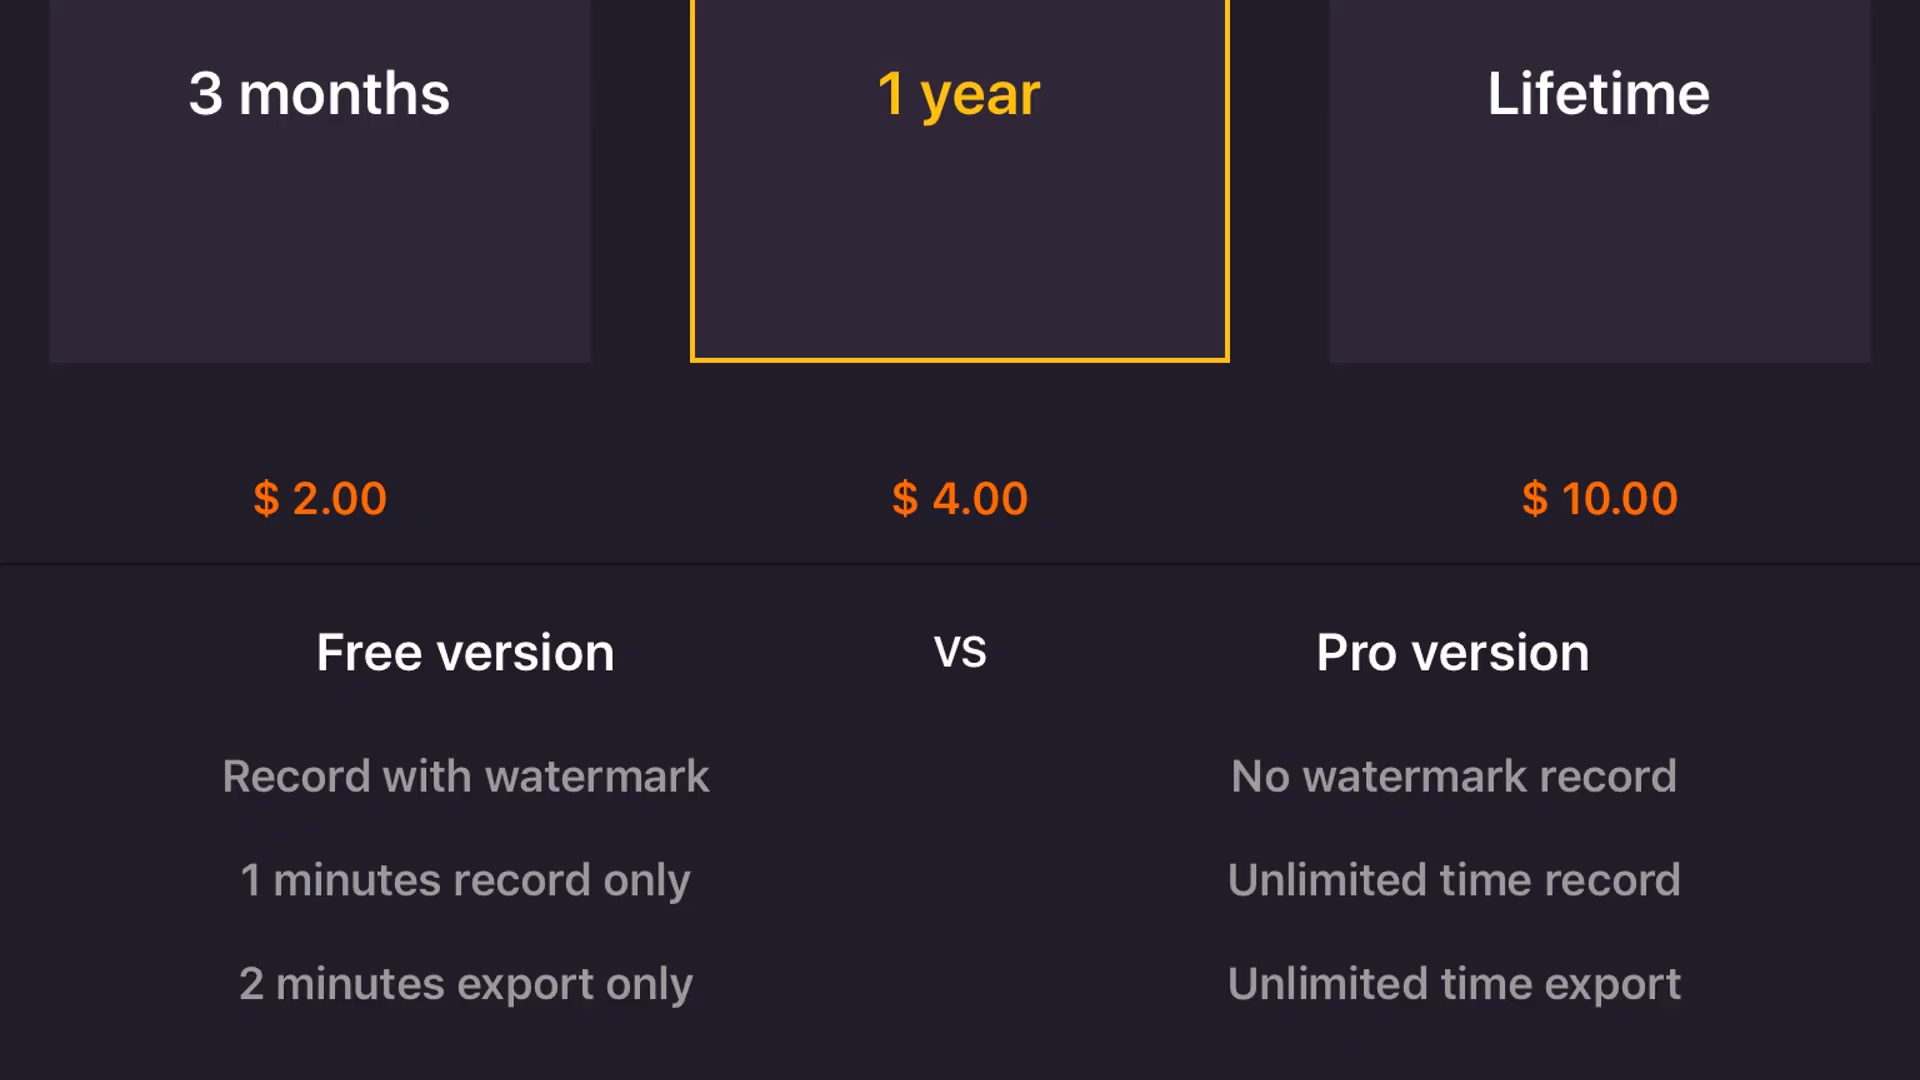 3 months
1 year
Lifetime
$ 2.00
$ 4.00
$ 10.00
Free version
VS
Pro version
Record with watermark
No watermark record
1 minutes record only
Unlimited time record
2 minutes export only
Unlimited time export